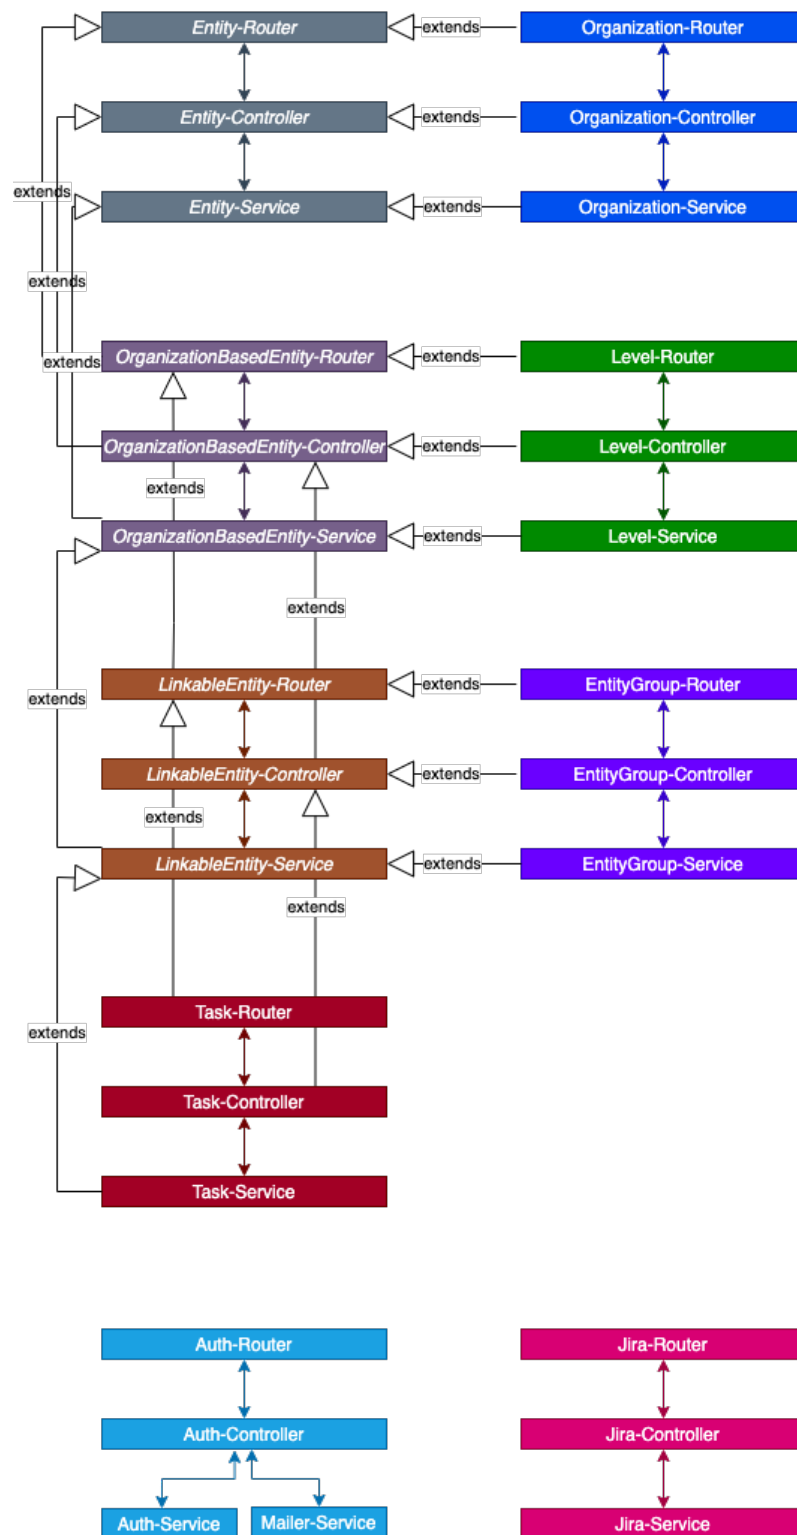 Entity-Router
extends
Organization-Router
Entity-Controller
extends
Organization-Controller
extends
Entity-Service
extends
Organization-Service
extends
extends
OrganizationBasedEntity-Router
extends
Level-Router
OrganizationBasedEntity-Controller
extends
Level-Controller
extends
OrganizationBasedEntity-Service
extends
Level-Service
extends
LinkableEntity-Router
extends
EntityGroup-Router
extends
LinkableEntity-Controller
extends
EntityGroup-Controller
extends
LinkableEntity-Service
extends
EntityGroup-Service
extends
Task-Router
extends
Task-Controller
Task-Service
Auth-Router
Jira-Router
Auth-Controller
Jira-Controller
Auth-Service
Mailer-Service
Jira-Service